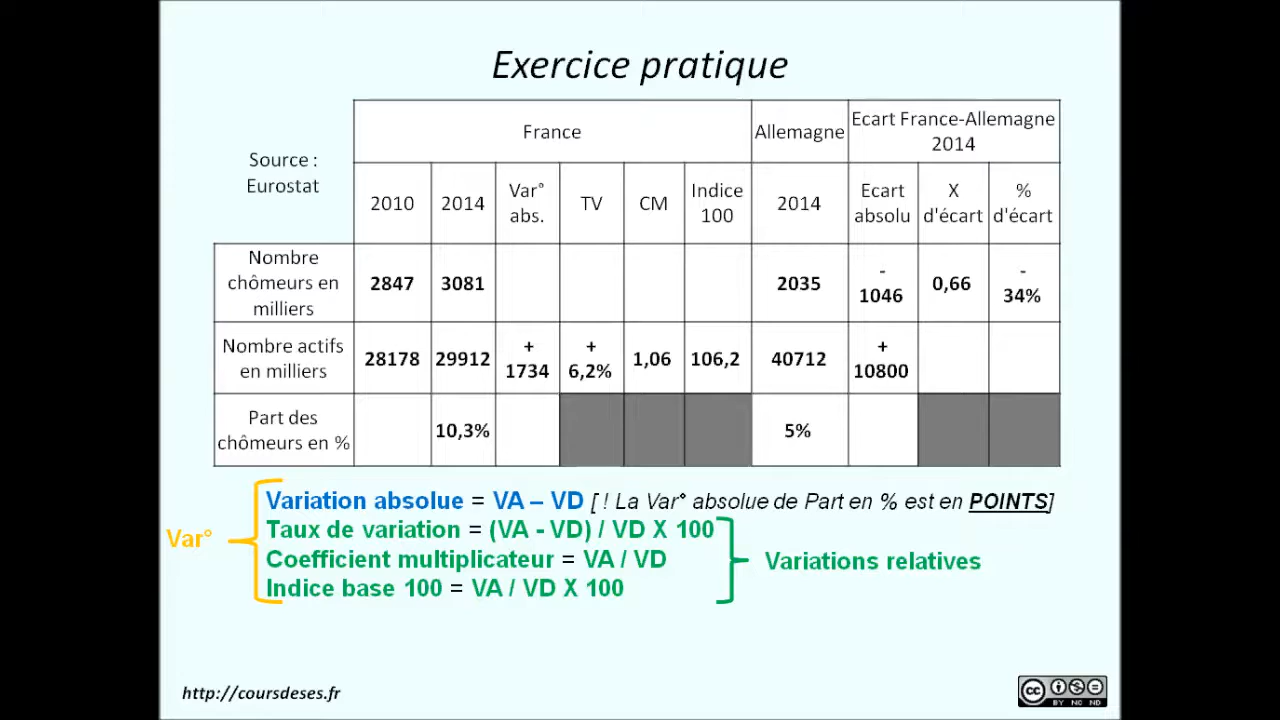 Exercice pratique
Source :
Eurostat
France
Allemagne
Ecart France-Allemagne
2014
2010
2014
Var°
abs.
TV
CM
Indice
100
2014
Ecart
absolu
X
d'écart
%
d'écart
Nombre
chômeurs en
milliers
2847
3081
2035
-
1046
0,66
-
34%
Nombre actifs
en milliers
28178
29912
+
1734
+
6,2%
1,06
106,2
40712
+
10800
Part des
chômeurs en %
10,3%
5%
Var°
Variation absolue = VA – VD [ ! La Var° absolue de Part en % est en POINTS]
Taux de variation = (VA - VD) / VD X 100
Coefficient multiplicateur = VA / VD
Indice base 100 = VA / VD X 100
Variations relatives
http://coursdeses.fr
cc
BY NC ND